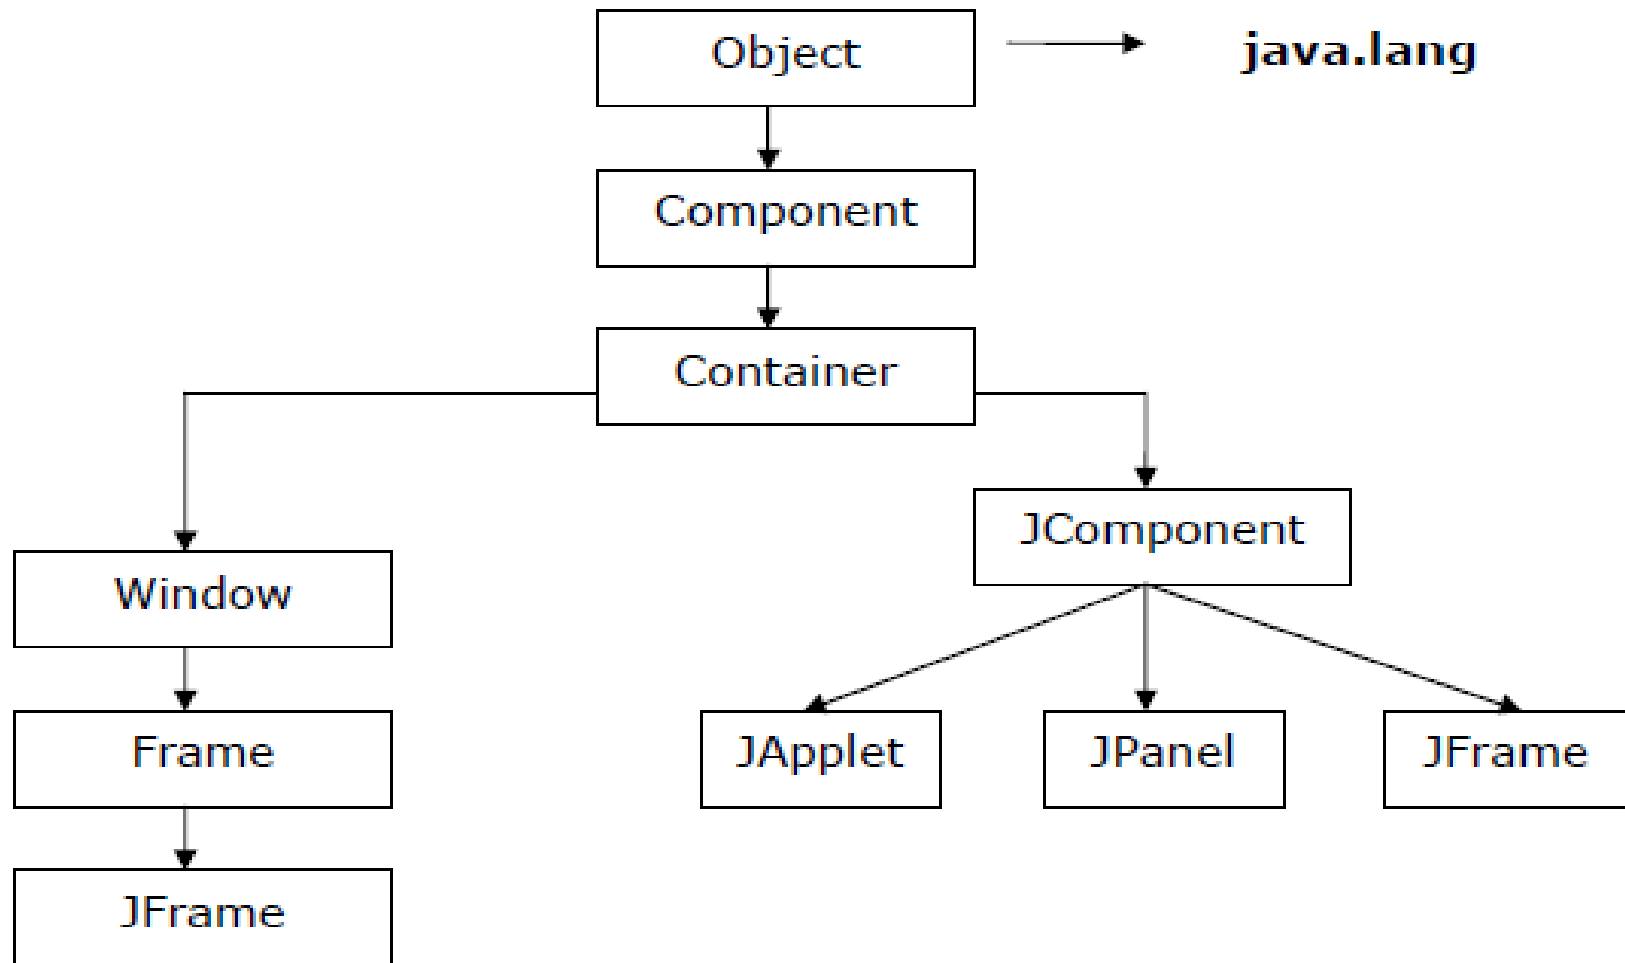 Object
java.lang
Component
Container
JComponent
Window
Frame
JApplet
JPanel
JFrame
JFrame